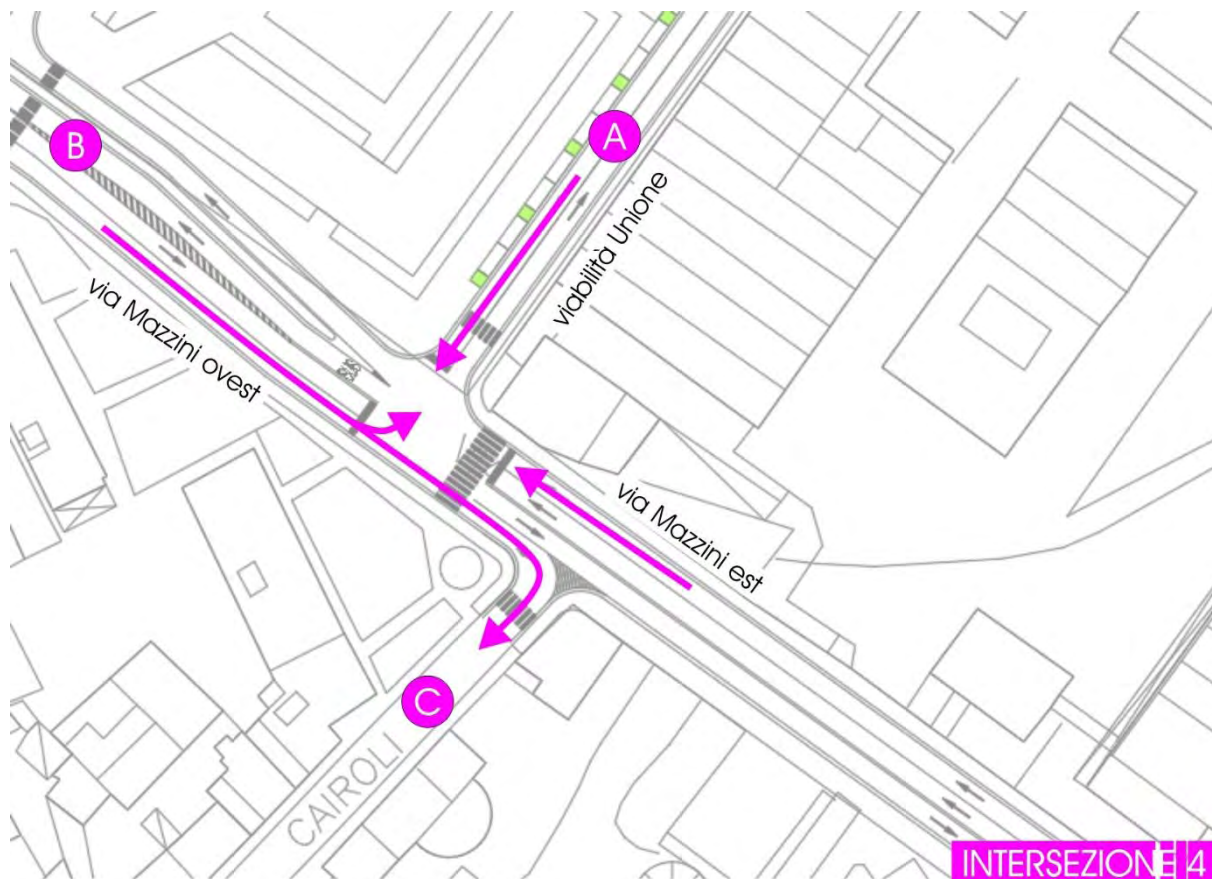 A
B
viabilità Unione
via Mazzini ovest
via Mazzini est
C
CAIROLI
INTERSEZIONE 4